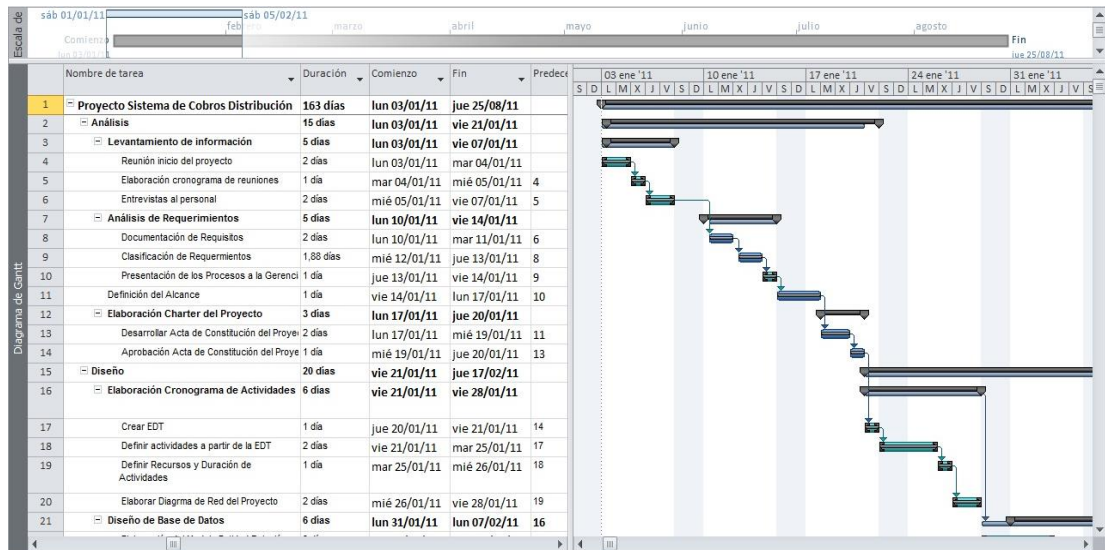 Escala de
sáb 01/01/11 sáb 05/02/11
febrero marzo abril mayo junio julio agosto
Comienzo Fin
lun 03/01/11 jue 25/08/11
Diagrama de Gantt
Nombre de tarea Duración Comienzo Fin Predece
03 ene '11 10 ene '11 17 ene '11 24 ene '11 31 ene '11
S D L M X J V S D L M X J V S D L M X J V S D L M X J V S D L M X J V S
1 Proyecto Sistema de Cobros Distribución 163 días lun 03/01/11 jue 25/08/11
2 Análisis 15 días lun 03/01/11 vie 21/01/11
3 Levantamiento de información 5 días lun 03/01/11 vie 07/01/11
4 Reunión inicio del proyecto 2 días lun 03/01/11 mar 04/01/11
5 Elaboración cronograma de reuniones 1 día mar 04/01/11 mié 05/01/11 4
6 Entrevistas al personal 2 días mié 05/01/11 vie 07/01/11 5
7 Análisis de Requerimientos 5 días lun 10/01/11 vie 14/01/11
8 Documentación de Requisitos 2 días lun 10/01/11 mar 11/01/11 6
9 Clasificación de Requermientos 1,88 días mié 12/01/11 jue 13/01/11 8
10 Presentación de los Procesos a la Gerenci 1 día jue 13/01/11 vie 14/01/11 9
11 Definición del Alcance 1 día vie 14/01/11 lun 17/01/11 10
12 Elaboración Charter del Proyecto 3 días lun 17/01/11 jue 20/01/11
13 Desarrollar Acta de Constitución del Proye 2 días lun 17/01/11 mié 19/01/11 11
14 Aprobación Acta de Constitución del Proye 1 día mié 19/01/11 jue 20/01/11 13
15 Diseño 20 días vie 21/01/11 jue 17/02/11
16 Elaboración Cronograma de Actividades 6 días vie 21/01/11 vie 28/01/11
17 Crear EDT 1 día jue 20/01/11 vie 21/01/11 14
18 Definir actividades a partir de la EDT 2 días vie 21/01/11 mar 25/01/11 17
19 Definir Recursos y Duración de 1 día mar 25/01/11 mié 26/01/11 18
Actividades
20 Elaborar Diagrma de Red del Proyecto 2 días mié 26/01/11 vie 28/01/11 19
21 Diseño de Base de Datos 6 días lun 31/01/11 lun 07/02/11 16